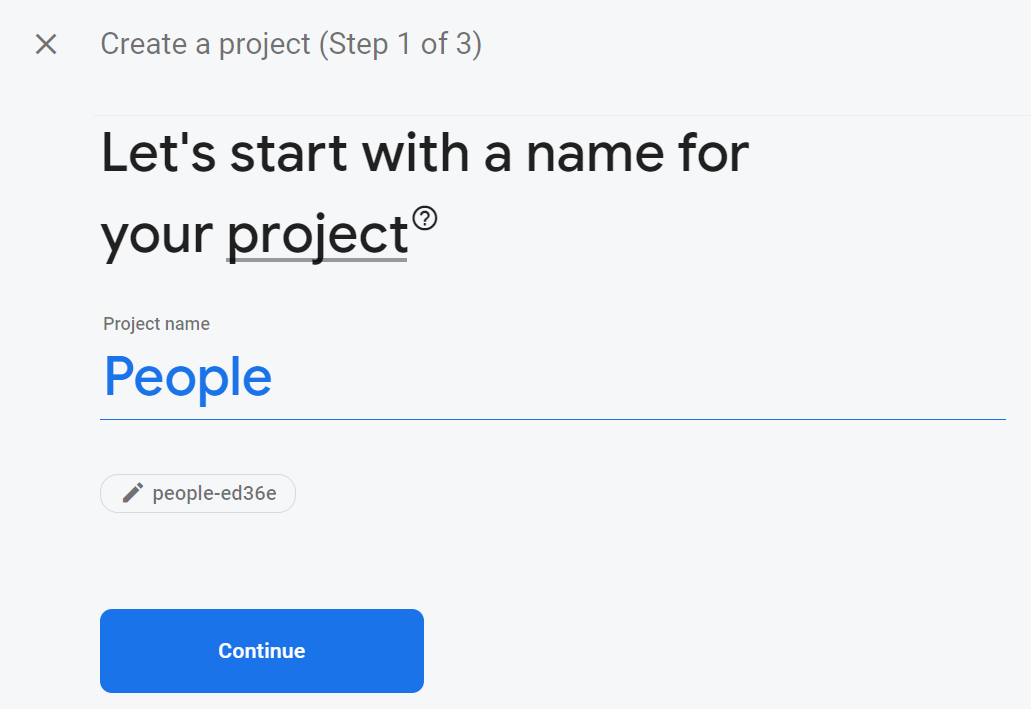 Create a project (Step 1 of 3)
Let's start with a name for
your project
Project name
People
people-ed36e
Continue